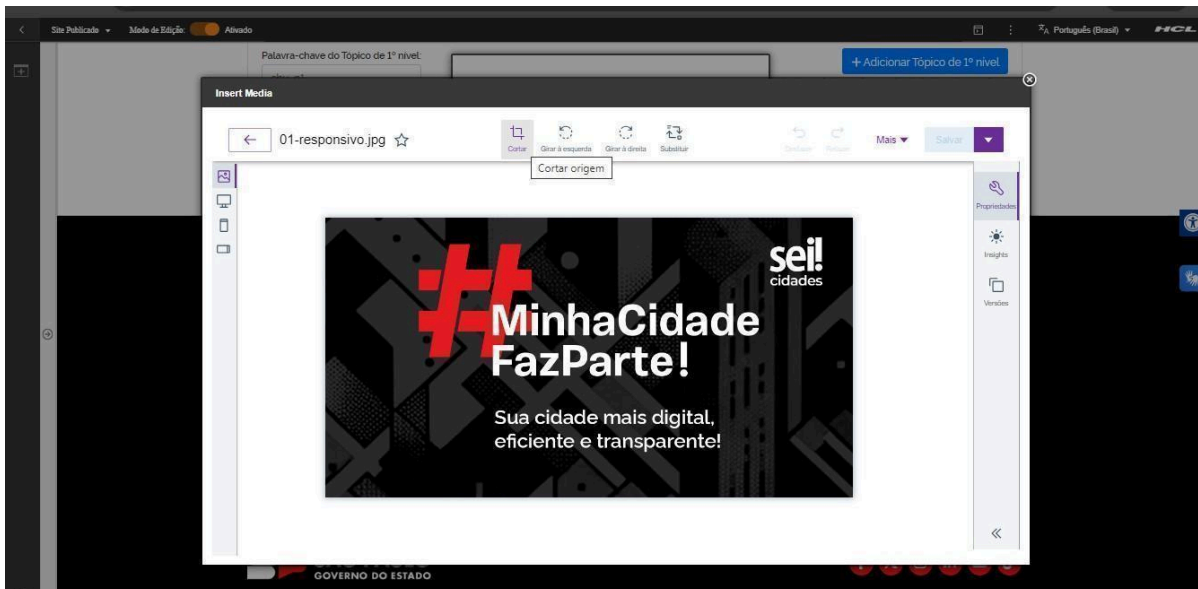 Site Publicado
Modo de Edição:
Ativado
Português (Brasil)
HCL
Palavra-chave do Tópico de 1º nível:
+ Adicionar Tópico de 1º nível
Insert Media
01-responsivo.jpg
Cortar
Girar à esquerda
Girar à direita
Substituir
Mais
Salvar
Cortar origem
Propriedades
Insights
Versões
sei!
cidades
#MinhaCidade
FazParte!
Sua cidade mais digital,
eficiente e transparente!
GOVERNO DO ESTADO